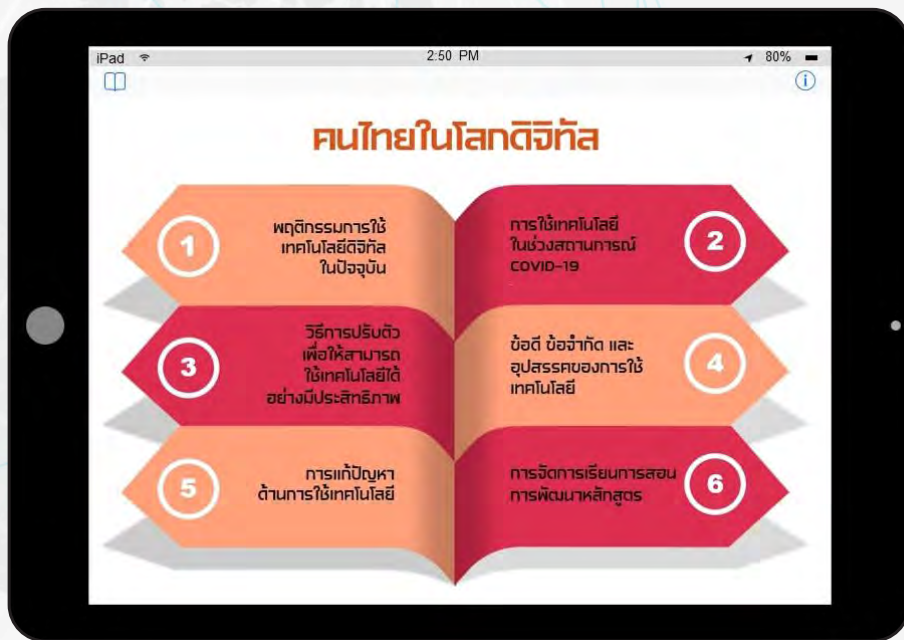 iPad
2:50 PM
80%
คนไทยในโลกดิจิทัล
1
พฤติกรรมการใช้
เทคโนโลยีดิจิทัล
ในปัจจุบัน
การใช้เทคโนโลยี
ในช่วงสถานการณ์
COVID-19
2
3
วิธีการปรับตัว
เพื่อให้สามารถ
ใช้เทคโนโลยีได้
อย่างมีประสิทธิภาพ
ข้อดี ข้อจำกัด และ
อุปสรรคของการใช้
เทคโนโลยี
4
5
การแก้ปัญหา
ด้านการใช้เทคโนโลยี
การจัดการเรียนการสอน
การพัฒนาหลักสูตร
6